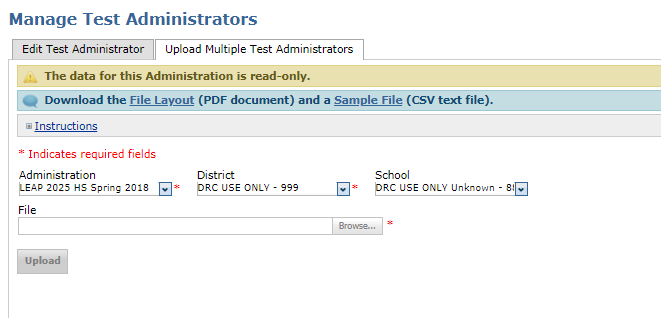 Manage Test Administrators
Edit Test Administrator Upload Multiple Test Administrators
The data for this Administration is read-only.
Download the File Layout (PDF document) and a Sample File (CSV text file).
Instructions
* Indicates required fields
Administration District School
LEAP 2025 HS Spring 2018 * DRC USE ONLY - 999 * DRC USE ONLY Unknown -
File
Browse... *
Upload